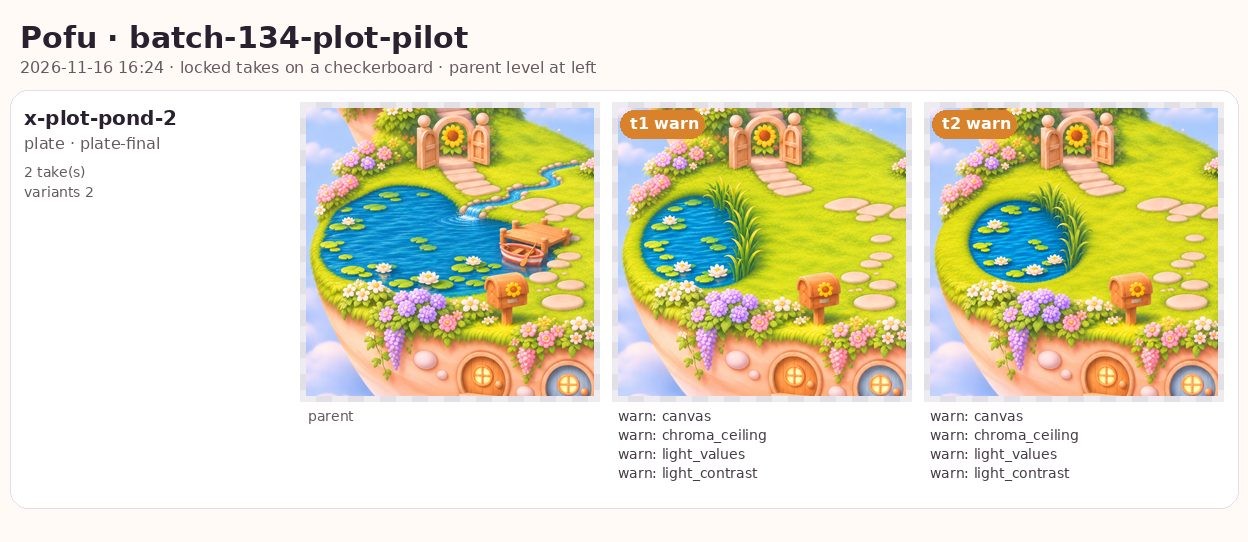 Pofu · batch-134-plot-pilot
2026-11-16 16:24 · locked takes on a checkerboard · parent level at left
x-plot-pond-2
plate · plate-final
2 take(s)
variants 2
parent
t1 warn
warn: canvas
warn: chroma_ceiling
warn: light_values
warn: light_contrast
t2 warn
warn: canvas
warn: chroma_ceiling
warn: light_values
warn: light_contrast